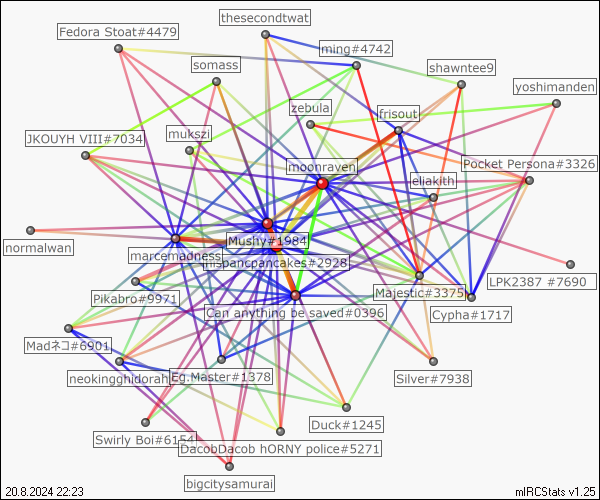 thesecondtwat
Fedora Stoat#4479
ming#4742
somass
shawntee9
yoshimanden
zebula
frisout
mukszi
JKOUYH VIII#7034
moonraven
Pocket Persona#3326
eliakith
Mushy#1984
normalwan
marcemadness
hispancpancakes#2928
LPK2387 #7690
Pikabro#9971
Majestic#3375
Can anything be saved#0396
Cypha#1717
Madネコ#6901
neokingghidorah
Eg.Master#1378
Silver#7938
Duck#1245
Swirly Boi#6154
DacobDacob hORNY police#5271
bigcitysamurai
20.8.2024 22:23
mIRCStats v1.25